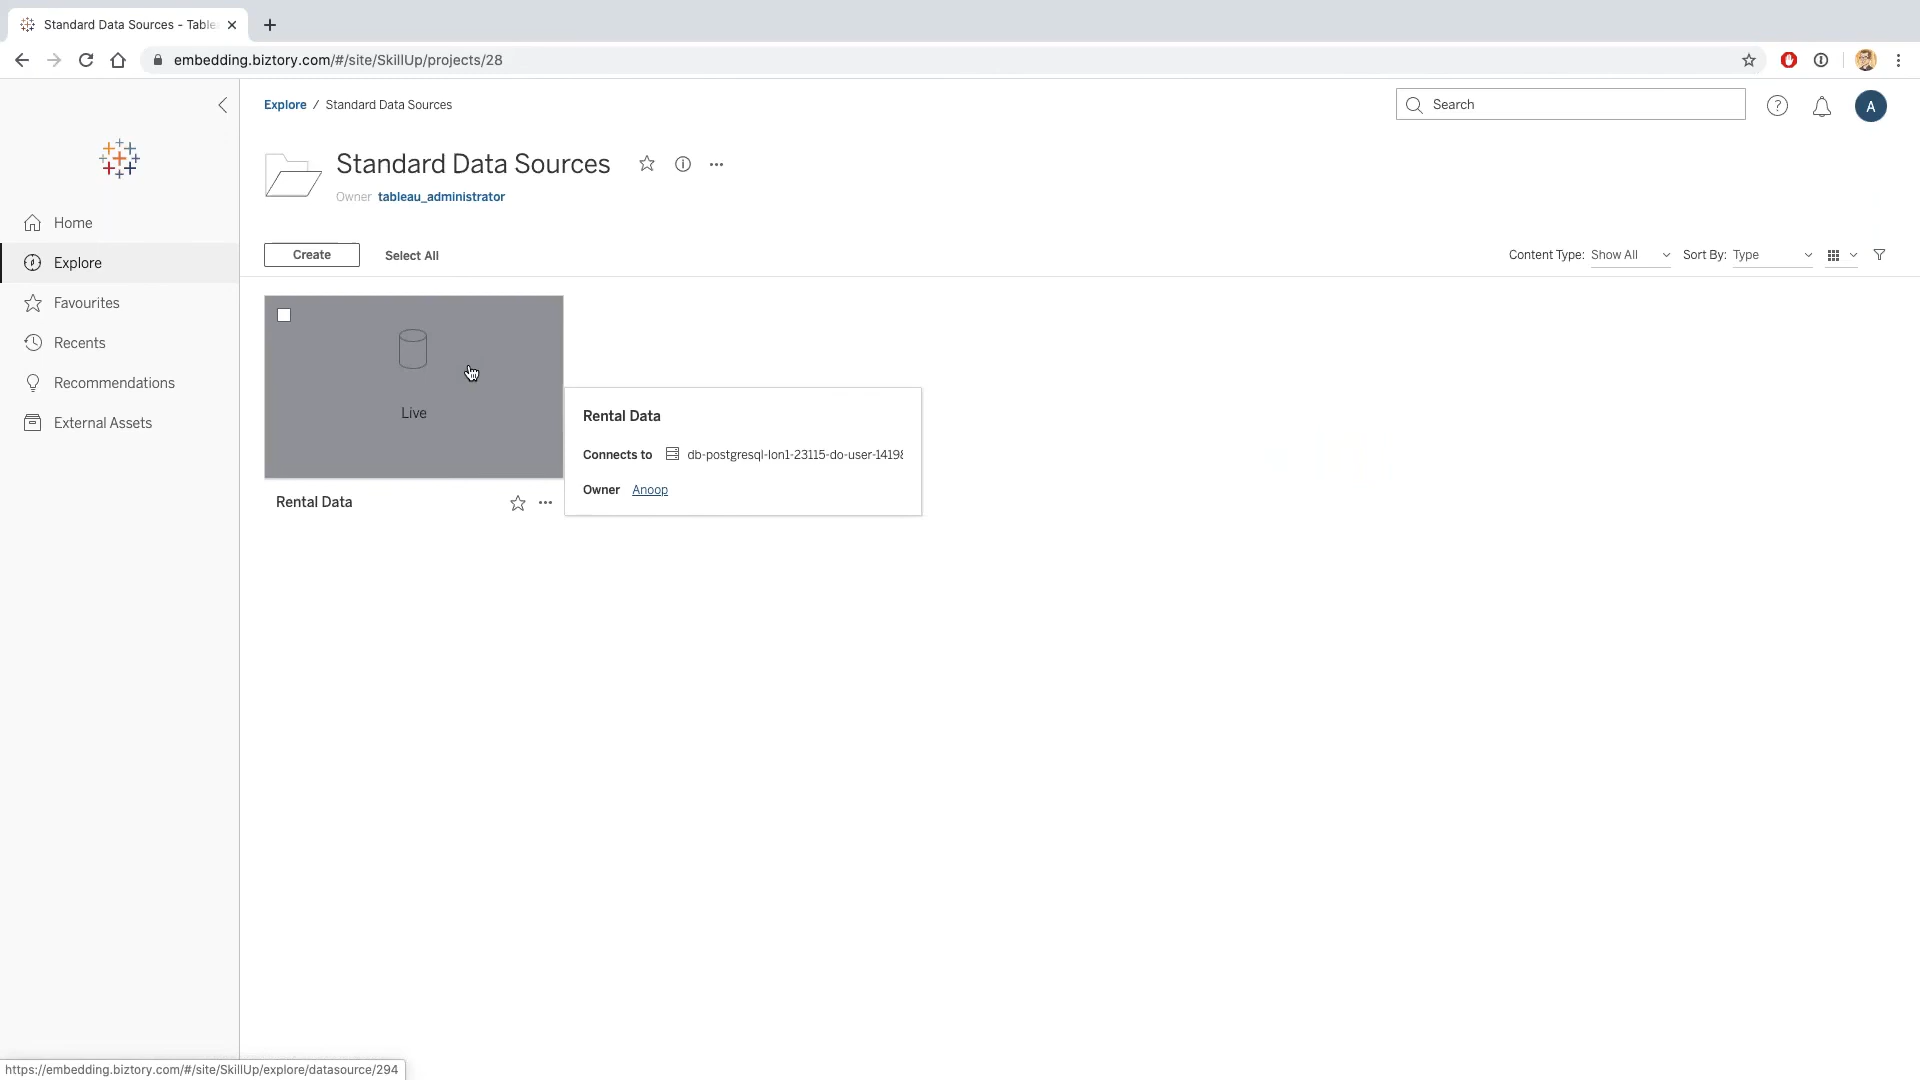 Standard Data Sources - Table
embedding.biztory.com/#/site/SkillUp/projects/28
Explore / Standard Data Sources
Search
A
Standard Data Sources
Owner tableau_administrator
Home
Explore
Favourites
Recents
Recommendations
External Assets
Create
Select All
Content Type: Show All
Sort By: Type
Live
Rental Data
Rental Data
Connects to db-postgresql-lon1-23115-do-user-14198
Owner Anoop
https://embedding.biztory.com/#/site/SkillUp/explore/datasource/294